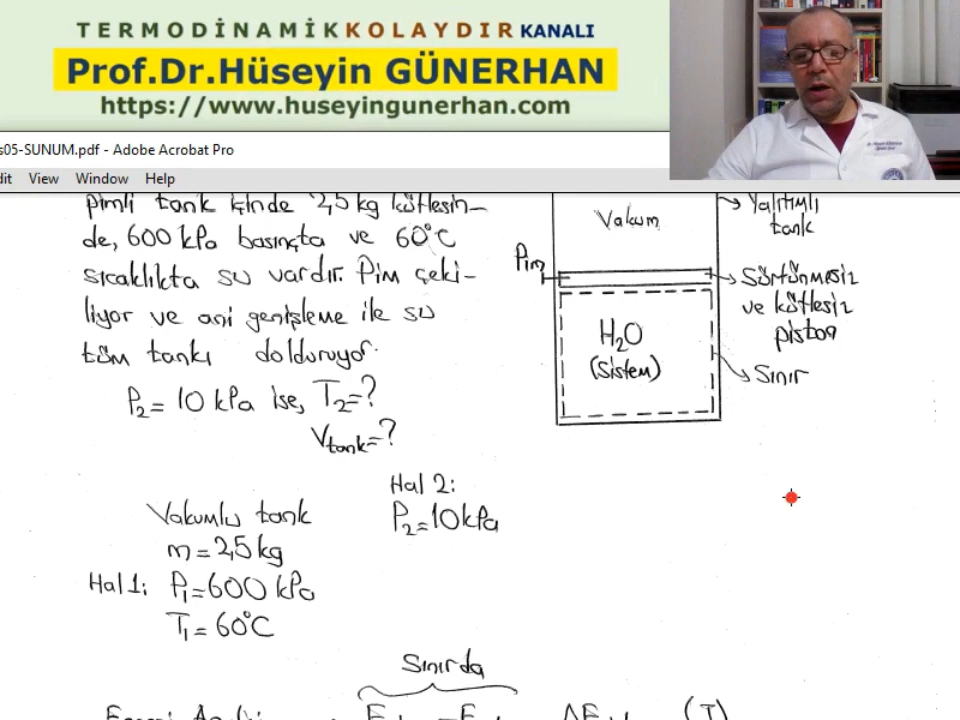 TERMODİNAMİKKOLAYDIR KANALI
Prof.Dr.Hüseyin GÜNERHAN
https://www.huseyingunerhan.com
s05-SUNUM.pdf - Adobe Acrobat Pro
dit View Window Help
pimli tank içinde 2,5 kg kütlesin-
de, 600 kPa basınçta ve 60°C
sıcaklıkta su vardır. Pim çeki-
liyor ve ani genişleme ile su
tüm tankı dolduruyor.
P2 = 10 kPa ise, T2=?
Vtank=?
Vakum
Yalıtımlı
tank
Pim
Sürtünmesiz
ve kütlesiz
piston
H2O
(Sistem)
Sınır
Hal 2:
P2=10kPa
Vakumlu tank
m=2,5 kg
Hal 1: P1=600 kPa
T1= 60°C
Sınırda